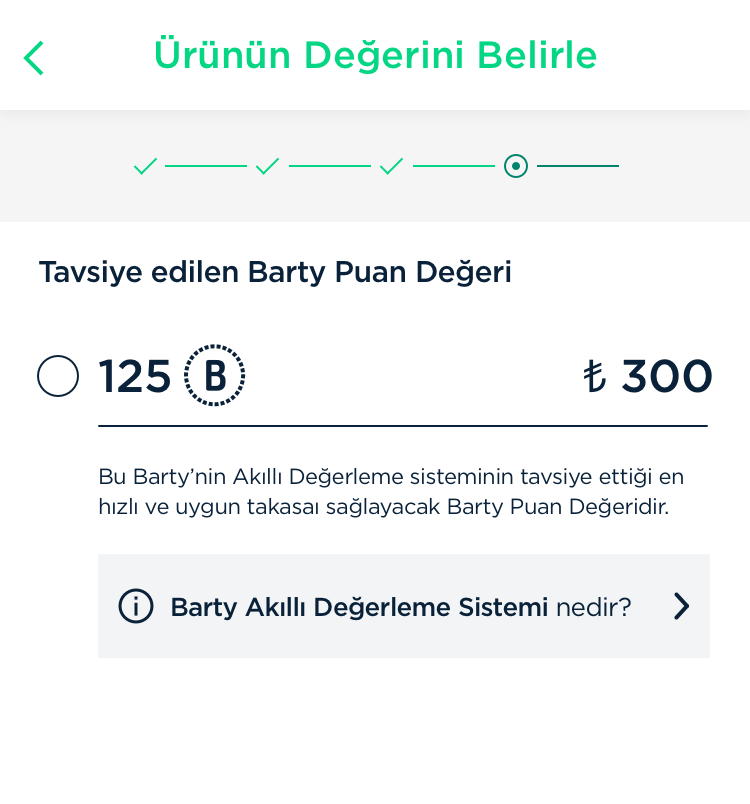 Ürünün Değerini Belirle
Tavsiye edilen Barty Puan Değeri
125 B ₺ 300
Bu Barty’nin Akıllı Değerleme sisteminin tavsiye ettiği en
hızlı ve uygun takasaı sağlayacak Barty Puan Değeridir.
Barty Akıllı Değerleme Sistemi nedir?